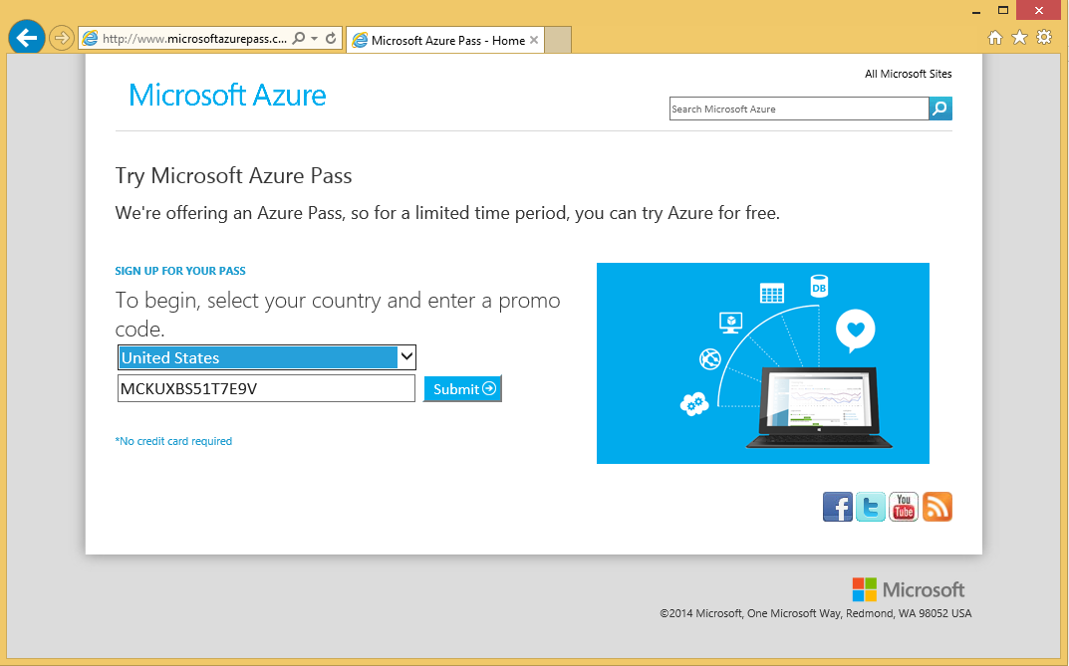 http://www.microsoftazurepass.c...
Microsoft Azure Pass - Home
All Microsoft Sites
Microsoft Azure
Search Microsoft Azure
Try Microsoft Azure Pass
We're offering an Azure Pass, so for a limited time period, you can try Azure for free.
SIGN UP FOR YOUR PASS
To begin, select your country and enter a promo
code.
United States
MCKUXBS51T7E9V
Submit
*No credit card required
DB
You
Tube
Microsoft
©2014 Microsoft, One Microsoft Way, Redmond, WA 98052 USA